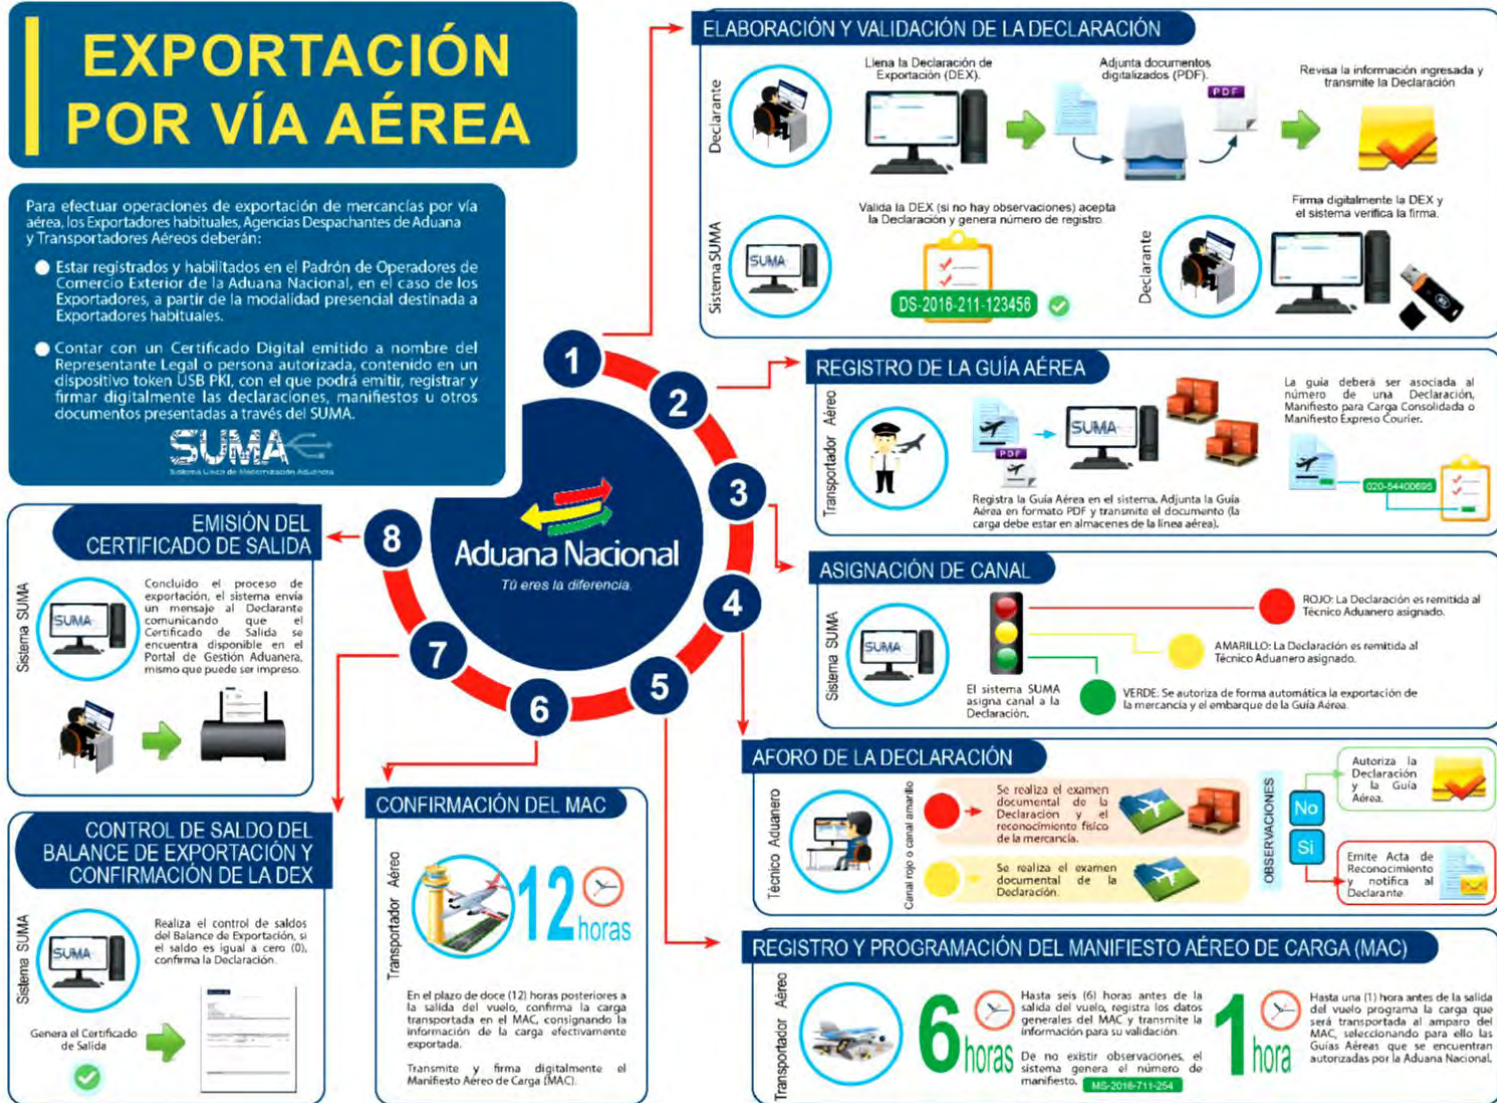 EXPORTACIÓN
POR VÍA AÉREA
Para efectuar operaciones de exportación de mercancías por vía
aérea, los Exportadores habituales, Agencias Despachantes de Aduana
y Transportadores Aéreos deberán:
Estar registrados y habilitados en el Padrón de Operadores de
Comercio Exterior de la Aduana Nacional, en el caso de los
Exportadores, a partir de la modalidad presencial destinada a
Exportadores habituales.
Contar con un Certificado Digital emitido a nombre del
Representante Legal o persona autorizada, contenido en un
dispositivo token USB PKI, con el que podrá emitir, registrar y
firmar digitalmente las declaraciones, manifiestos u otros
documentos presentadas a través del SUMA.
SUMA
Sistema Único de Modernización Aduanera
Aduana Nacional
Tú eres la diferencia.
1
2
3
4
5
6
7
8
ELABORACIÓN Y VALIDACIÓN DE LA DECLARACIÓN
Declarante
Llena la Declaración de
Exportación (DEX).
Adjunta documentos
digitalizados (PDF).
PDF
Revisa la información ingresada y
transmite la Declaración
Sistema SUMA
SUMA
Valida la DEX (si no hay observaciones) acepta
la Declaración y genera número de registro
DS-2016-211-123456
Declarante
Firma digitalmente la DEX y
el sistema verifica la firma.
REGISTRO DE LA GUÍA AÉREA
Transportador Aéreo
PDF
SUMA
Registra la Guía Aérea en el sistema. Adjunta la Guía
Aérea en formato PDF y transmite el documento (la
carga debe estar en almacenes de la línea aérea).
La guía deberá ser asociada al
número de una Declaración,
Manifiesto para Carga Consolidada o
Manifiesto Expreso Courier.
020-54400695
ASIGNACIÓN DE CANAL
Sistema SUMA
SUMA
El sistema SUMA
asigna canal a la
Declaración.
ROJO: La Declaración es remitida al
Técnico Aduanero asignado.
AMARILLO: La Declaración es remitida al
Técnico Aduanero asignado.
VERDE: Se autoriza de forma automática la exportación de
la mercancía y el embarque de la Guía Aérea.
AFORO DE LA DECLARACIÓN
Técnico Aduanero
Canal rojo o canal amarillo
Se realiza el examen
documental de la
Declaración y el
reconocimiento físico
de la mercancía.
Se realiza el examen
documental de la
Declaración.
OBSERVACIONES
No
Si
Autoriza la
Declaración
y la Guía
Aérea.
Emite Acta de
Reconocimiento
y notifica al
Declarante.
REGISTRO Y PROGRAMACIÓN DEL MANIFIESTO AÉREO DE CARGA (MAC)
Transportador Aéreo
6
horas
Hasta seis (6) horas antes de la
salida del vuelo, registra los datos
generales del MAC y transmite la
información para su validación.
De no existir observaciones, el
sistema genera el número de
manifiesto. MS-2016-711-254
1
hora
Hasta una (1) hora antes de la salida
del vuelo programa la carga que
será transportada al amparo del
MAC, seleccionando para ello las
Guías Aéreas que se encuentran
autorizadas por la Aduana Nacional.
CONFIRMACIÓN DEL MAC
Transportador Aéreo
12
horas
En el plazo de doce (12) horas posteriores a
la salida del vuelo, confirma la carga
transportada en el MAC, consignando la
información de la carga efectivamente
exportada.
Transmite y firma digitalmente el
Manifiesto Aéreo de Carga (MAC).
CONTROL DE SALDO DEL
BALANCE DE EXPORTACIÓN Y
CONFIRMACIÓN DE LA DEX
Sistema SUMA
SUMA
Realiza el control de saldos
del Balance de Exportación, si
el saldo es igual a cero (0),
confirma la Declaración.
Genera el Certificado
de Salida
EMISIÓN DEL
CERTIFICADO DE SALIDA
Sistema SUMA
SUMA
Concluido el proceso de
exportación, el sistema envía
un mensaje al Declarante
comunicando que el
Certificado de Salida se
encuentra disponible en el
Portal de Gestión Aduanera,
mismo que puede ser impreso.